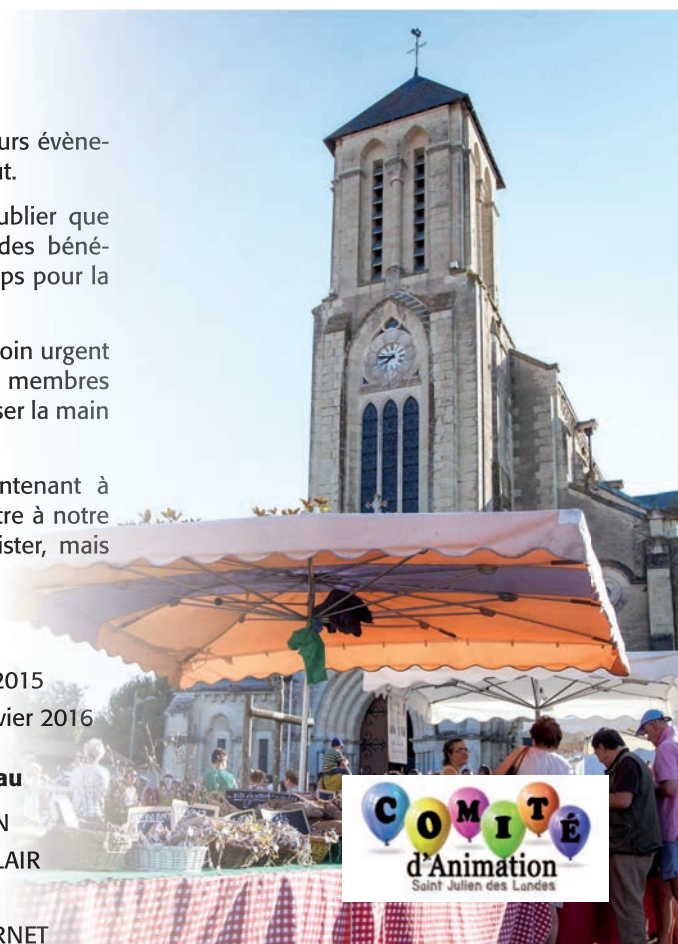 urs évène-
ut.
ublier que
des béné-
ps pour la
oin urgent
membres
ser la main
ntenant à
tre à notre
ister, mais
2015
vier 2016
au
N
LAIR
RNET
COMITÉ
d'Animation
Saint Julien des Landes